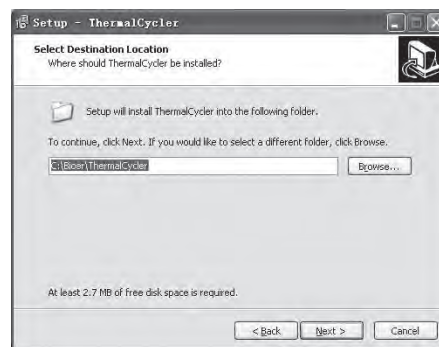 Setup - ThermalCycler
Select Destination Location
Where should ThermalCycler be installed?
Setup will install ThermalCycler into the following folder.
To continue, click Next. If you would like to select a different folder, click Browse.
C:\Bioer\ThermalCycler
Browse...
At least 2.7 MB of free disk space is required.
< Back
Next >
Cancel